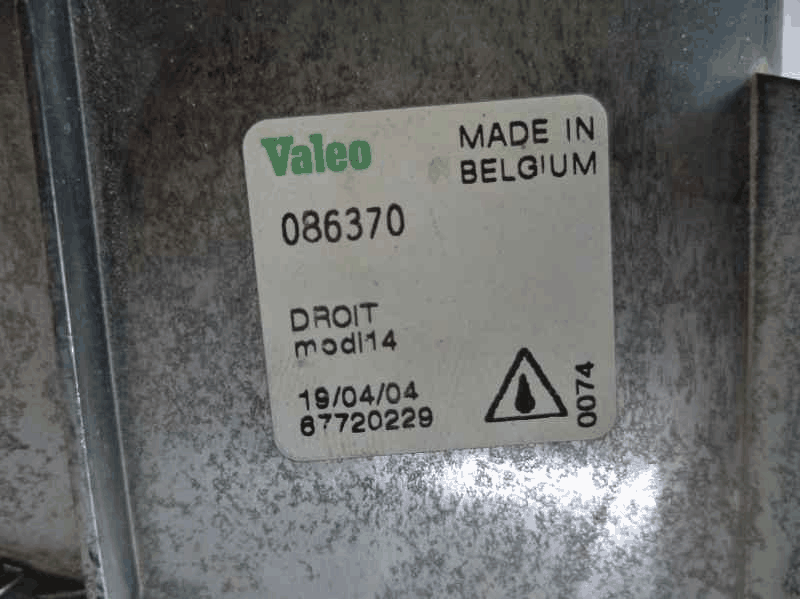 Valeo
MADE IN
BELGIUM
086370
DROIT
modl14
19/04/04
67720229
0074